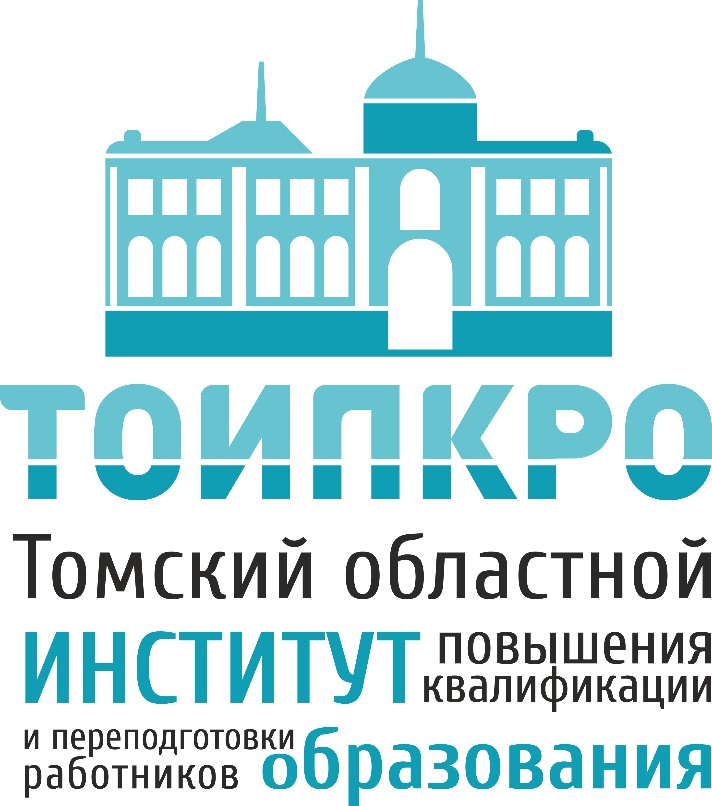 ТОИПКРО
Томский областной
ИНСТИТУТ повышения
квалификации
и переподготовки
работников образования